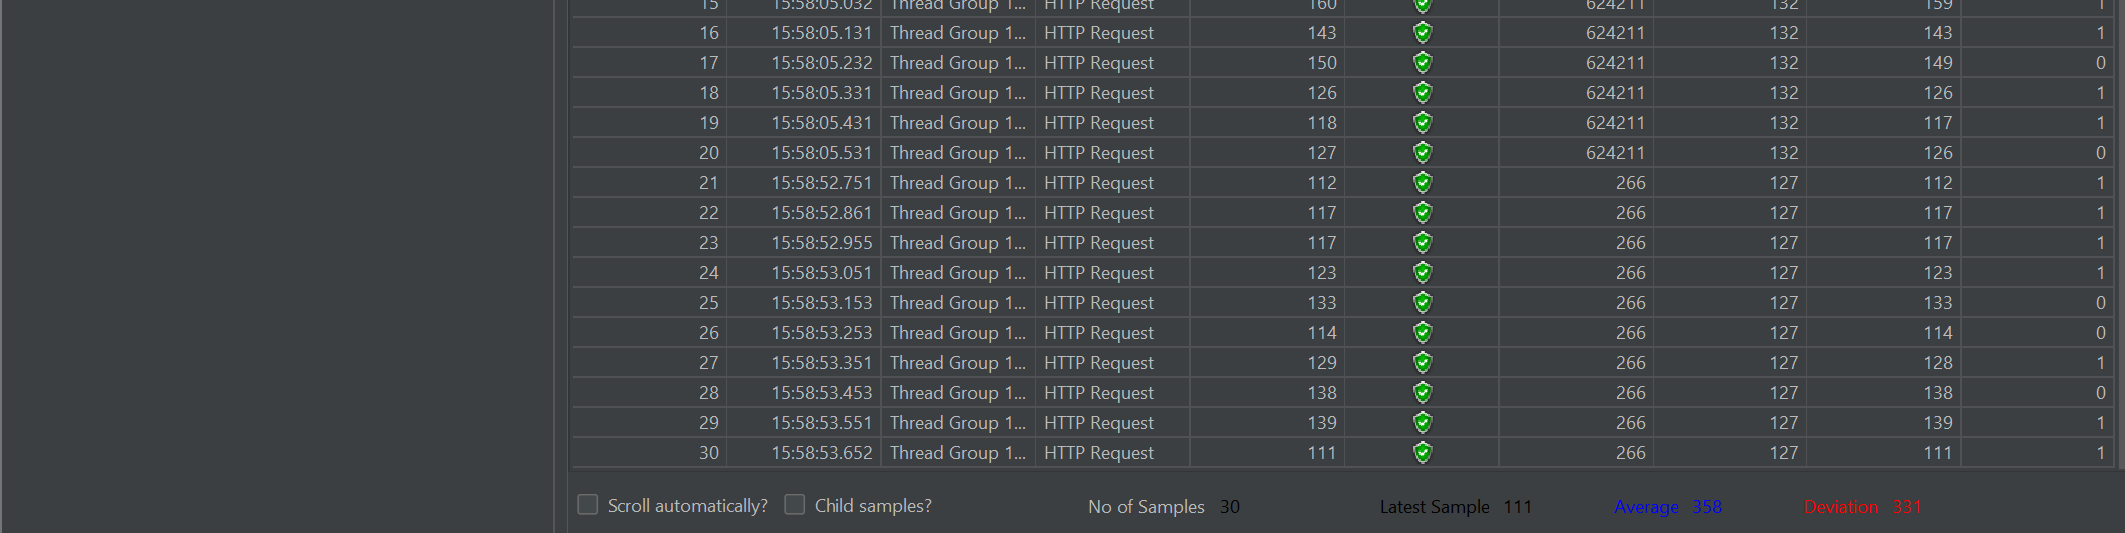 15 15:58:05.032 Thread Group 1... HTTP Request 160 624211 132 159 1
16 15:58:05.131 Thread Group 1... HTTP Request 143 624211 132 143 1
17 15:58:05.232 Thread Group 1... HTTP Request 150 624211 132 149 0
18 15:58:05.331 Thread Group 1... HTTP Request 126 624211 132 126 1
19 15:58:05.431 Thread Group 1... HTTP Request 118 624211 132 117 1
20 15:58:05.531 Thread Group 1... HTTP Request 127 624211 132 126 0
21 15:58:52.751 Thread Group 1... HTTP Request 112 266 127 112 1
22 15:58:52.861 Thread Group 1... HTTP Request 117 266 127 117 1
23 15:58:52.955 Thread Group 1... HTTP Request 117 266 127 117 1
24 15:58:53.051 Thread Group 1... HTTP Request 123 266 127 123 1
25 15:58:53.153 Thread Group 1... HTTP Request 133 266 127 133 0
26 15:58:53.253 Thread Group 1... HTTP Request 114 266 127 114 0
27 15:58:53.351 Thread Group 1... HTTP Request 129 266 127 128 1
28 15:58:53.453 Thread Group 1... HTTP Request 138 266 127 138 0
29 15:58:53.551 Thread Group 1... HTTP Request 139 266 127 139 1
30 15:58:53.652 Thread Group 1... HTTP Request 111 266 127 111 1
Scroll automatically? Child samples? No of Samples 30 Latest Sample 111 Average 358 Deviation 331